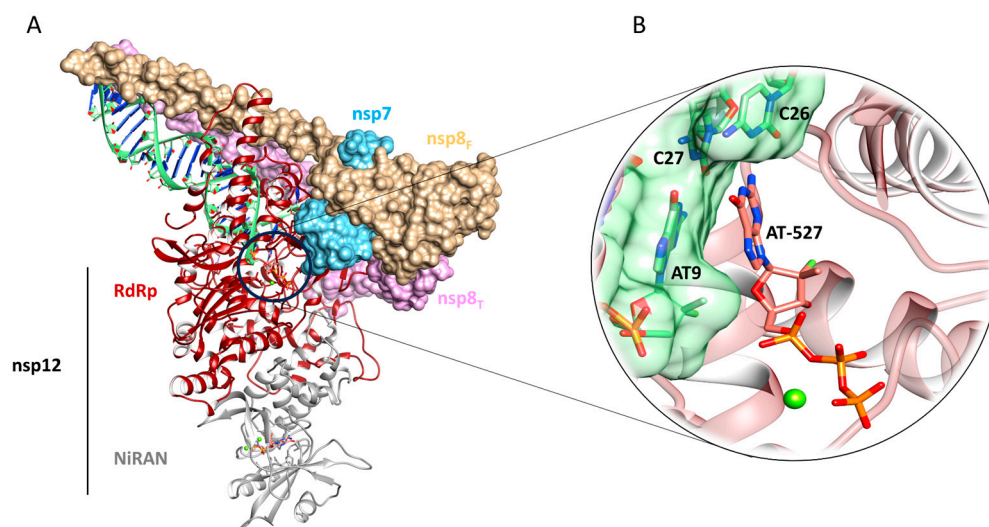 A
B
nsp7
nsp8F
C26
C27
AT-527
AT9
RdRp
nsp8T
nsp12
NiRAN